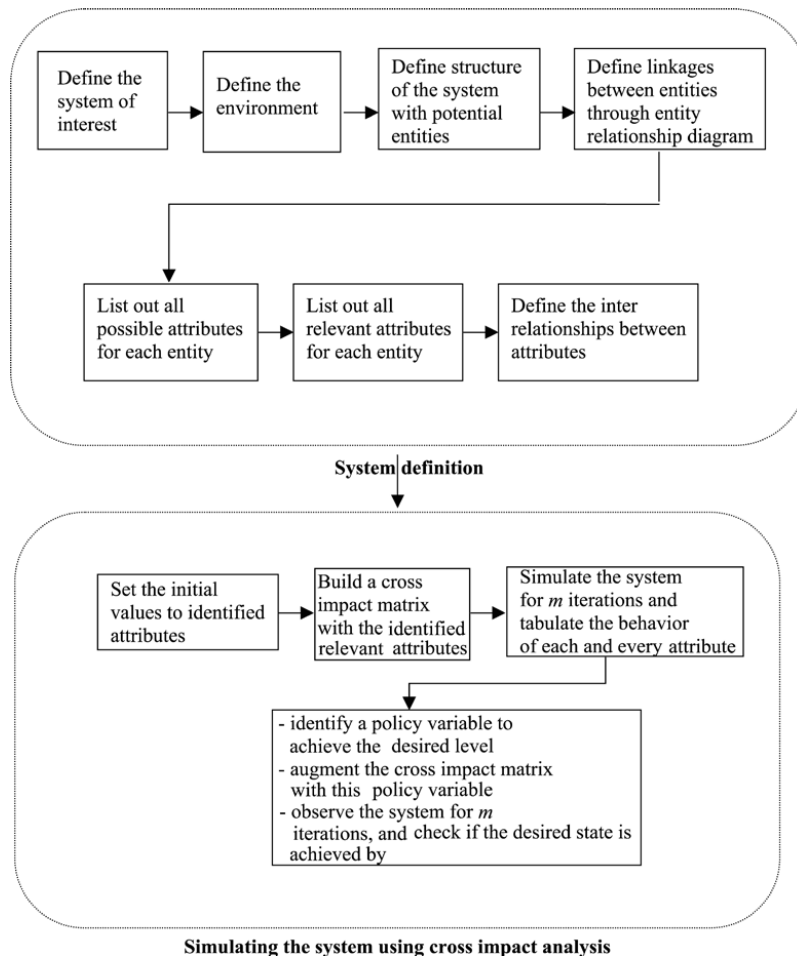 Define the
system of
interest
Define the
environment
Define structure
of the system
with potential
entities
Define linkages
between entities
through entity
relationship diagram
List out all
possible attributes
for each entity
List out all
relevant attributes
for each entity
Define the inter
relationships between
attributes
System definition
Set the initial
values to identified
attributes
Build a cross
impact matrix
with the identified
relevant attributes
Simulate the system
for m iterations and
tabulate the behavior
of each and every attribute
- identify a policy variable to
achieve the desired level
- augment the cross impact matrix
with this policy variable
- observe the system for m
iterations, and check if the desired state is
achieved by
Simulating the system using cross impact analysis